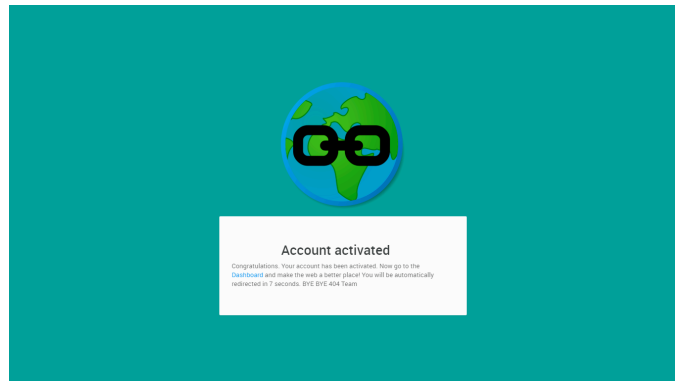 Account activated
Congratulations. Your account has been activated. Now go to the
Dashboard and make the web a better place! You will be automatically
redirected in 7 seconds. BYE BYE 404 Team